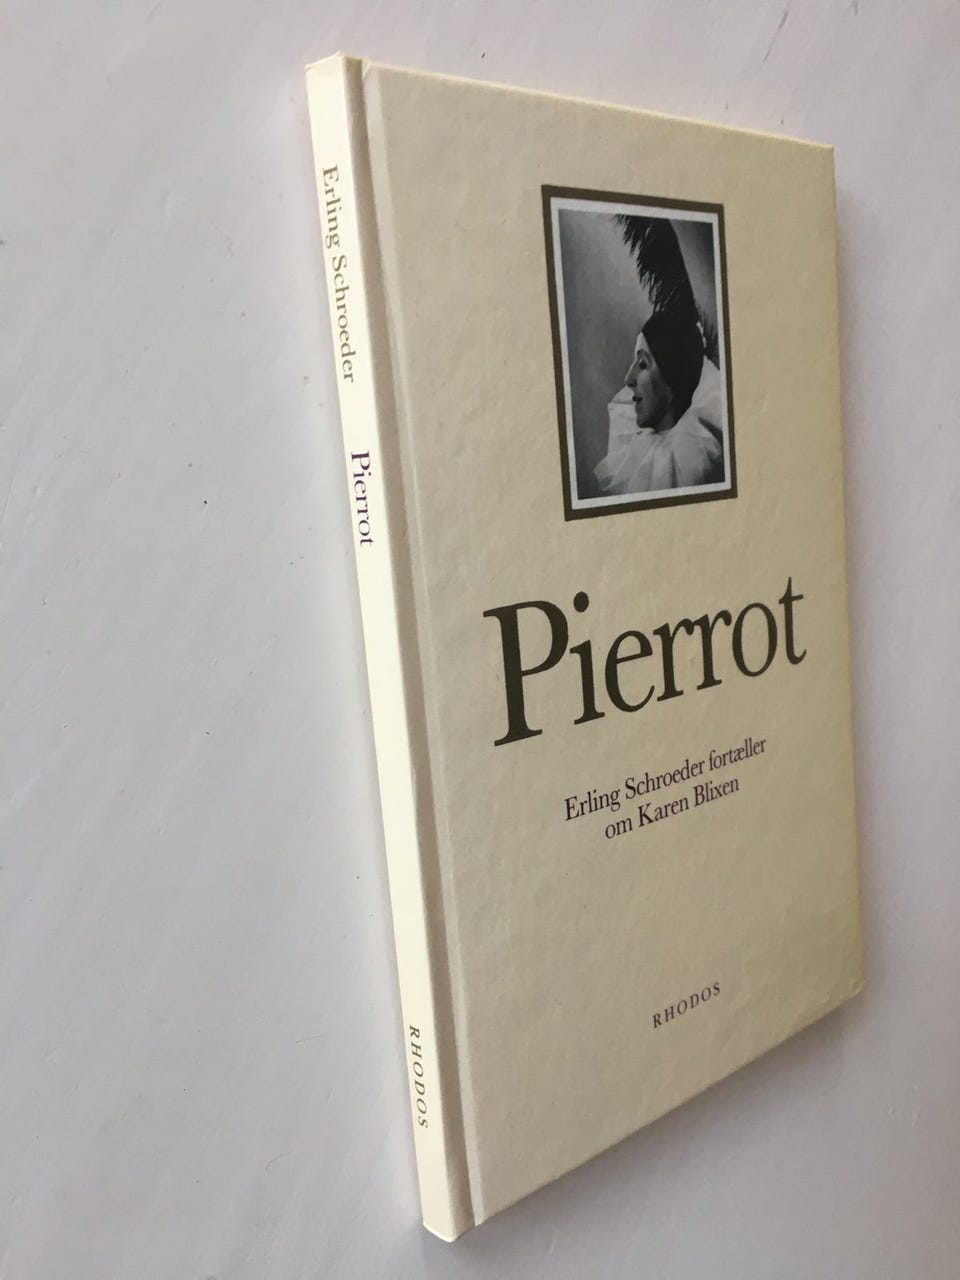 Erling Schroeder Pierrot RHODOS
Pierrot
Erling Schroeder fortæller
om Karen Blixen
RHODOS